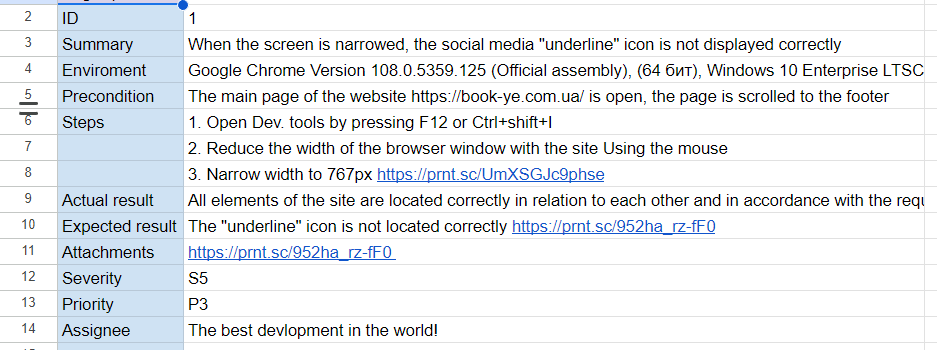 2 ID 1
3 Summary When the screen is narrowed, the social media "underline" icon is not displayed correctly
4 Enviroment Google Chrome Version 108.0.5359.125 (Official assembly), (64 бит), Windows 10 Enterprise LTSC
5 Precondition The main page of the website https://book-ye.com.ua/ is open, the page is scrolled to the footer
6 Steps 1. Open Dev. tools by pressing F12 or Ctrl+shift+I
7 2. Reduce the width of the browser window with the site Using the mouse
8 3. Narrow width to 767px https://prnt.sc/UmXSGJc9phse
9 Actual result All elements of the site are located correctly in relation to each other and in accordance with the requ
10 Expected result The "underline" icon is not located correctly https://prnt.sc/952ha_rz-fF0
11 Attachments https://prnt.sc/952ha_rz-fF0
12 Severity S5
13 Priority P3
14 Assignee The best devlopment in the world!